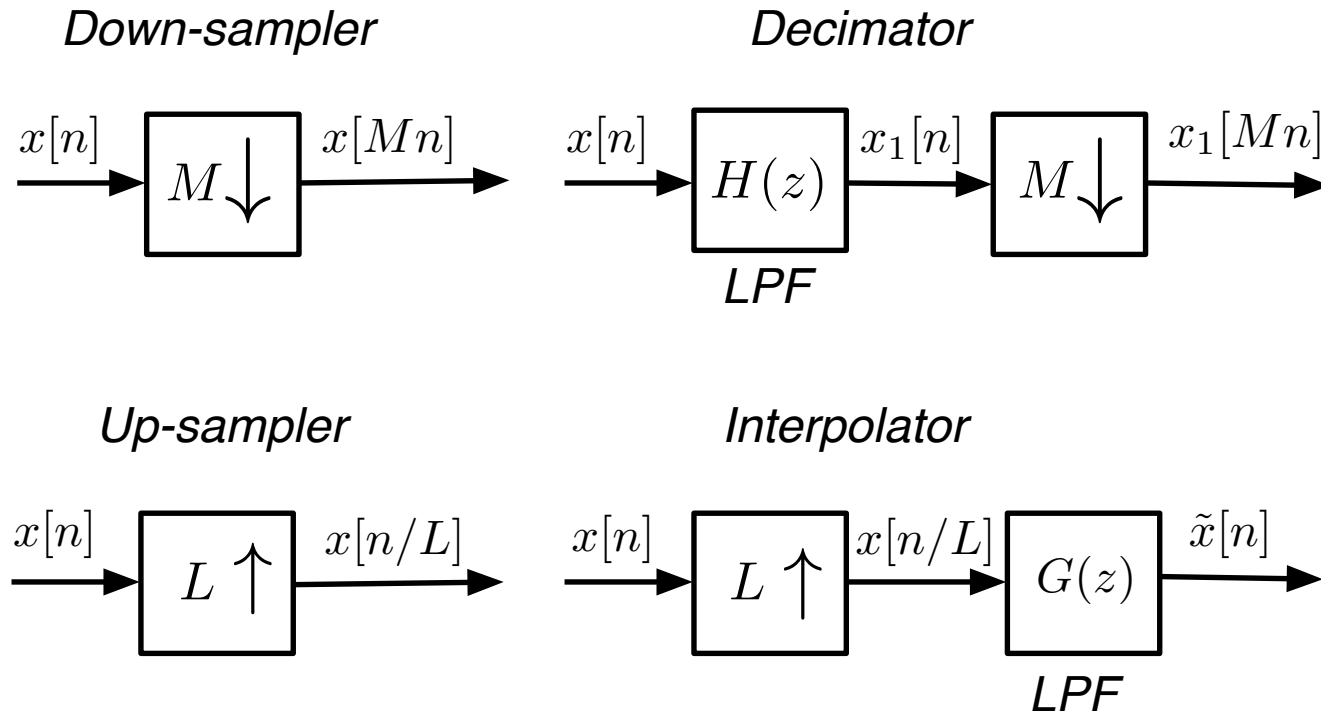 Down-sampler
x[n]
M ↓
x[Mn]
Decimator
x[n]
H(z)
LPF
x₁[n]
M ↓
x₁[Mn]
Up-sampler
x[n]
L ↑
x[n/L]
Interpolator
x[n]
L ↑
x[n/L]
G(z)
LPF
x̃[n]